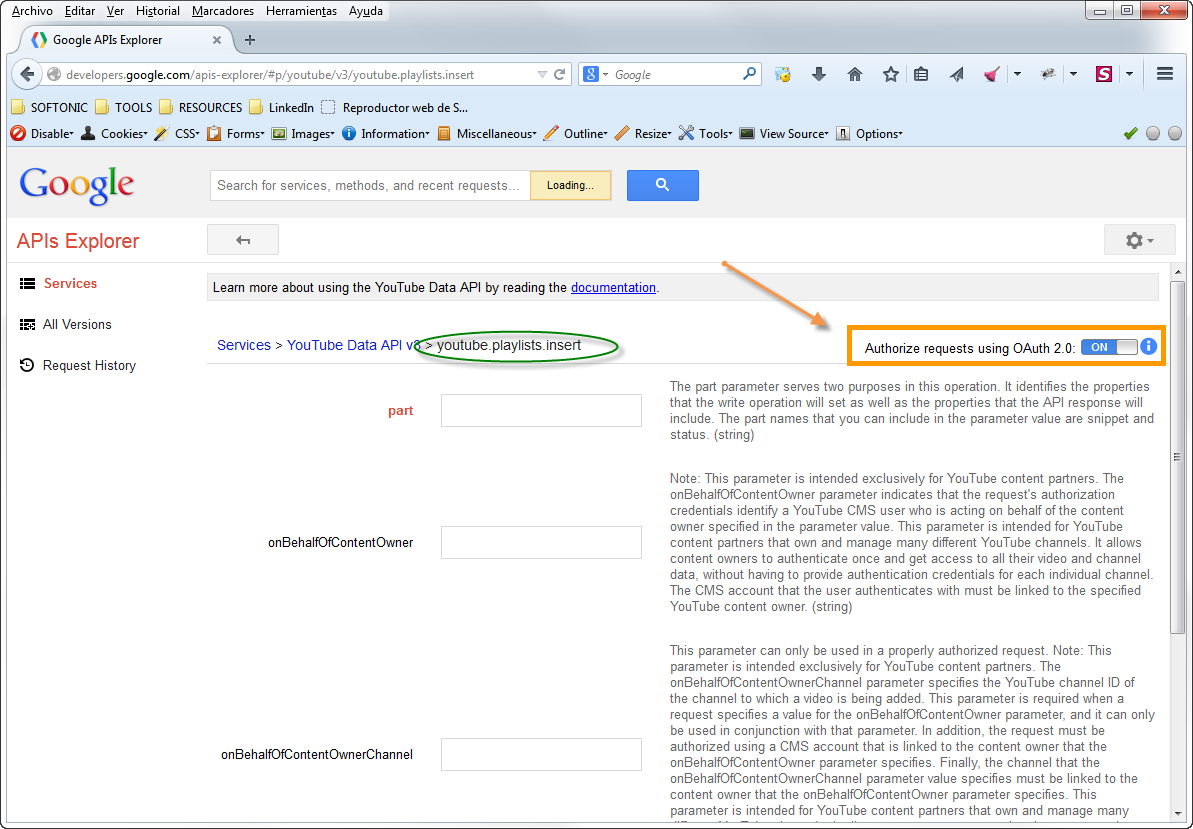 Archivo Editar Ver Historial Marcadores Herramientas Ayuda
Google APIs Explorer
developers.google.com/apis-explorer/#p/youtube/v3/youtube.playlists.insert
Google
SOFTONIC TOOLS RESOURCES LinkedIn Reproductor web de S...
Disable Cookies CSS Forms Images Information Miscellaneous Outline Resize Tools View Source Options
Google
Search for services, methods, and recent requests...
Loading...
APIs Explorer
Services
All Versions
Request History
Learn more about using the YouTube Data API by reading the documentation.
Services > YouTube Data API v3 > youtube.playlists.insert
Authorize requests using OAuth 2.0: ON
part
The part parameter serves two purposes in this operation. It identifies the properties
that the write operation will set as well as the properties that the API response will
include. The part names that you can include in the parameter value are snippet and
status. (string)
onBehalfOfContentOwner
Note: This parameter is intended exclusively for YouTube content partners. The
onBehalfOfContentOwner parameter indicates that the request's authorization
credentials identify a YouTube CMS user who is acting on behalf of the content
owner specified in the parameter value. This parameter is intended for YouTube
content partners that own and manage many different YouTube channels. It allows
content owners to authenticate once and get access to all their video and channel
data, without having to provide authentication credentials for each individual channel.
The CMS account that the user authenticates with must be linked to the specified
YouTube content owner. (string)
onBehalfOfContentOwnerChannel
This parameter can only be used in a properly authorized request. Note: This
parameter is intended exclusively for YouTube content partners. The
onBehalfOfContentOwnerChannel parameter specifies the YouTube channel ID of
the channel to which a video is being added. This parameter is required when a
request specifies a value for the onBehalfOfContentOwner parameter, and it can only
be used in conjunction with that parameter. In addition, the request must be
authorized using a CMS account that is linked to the content owner that the
onBehalfOfContentOwner parameter specifies. Finally, the channel that the
onBehalfOfContentOwnerChannel parameter value specifies must be linked to the
content owner that the onBehalfOfContentOwner parameter specifies. This
parameter is intended for YouTube content partners that own and manage many